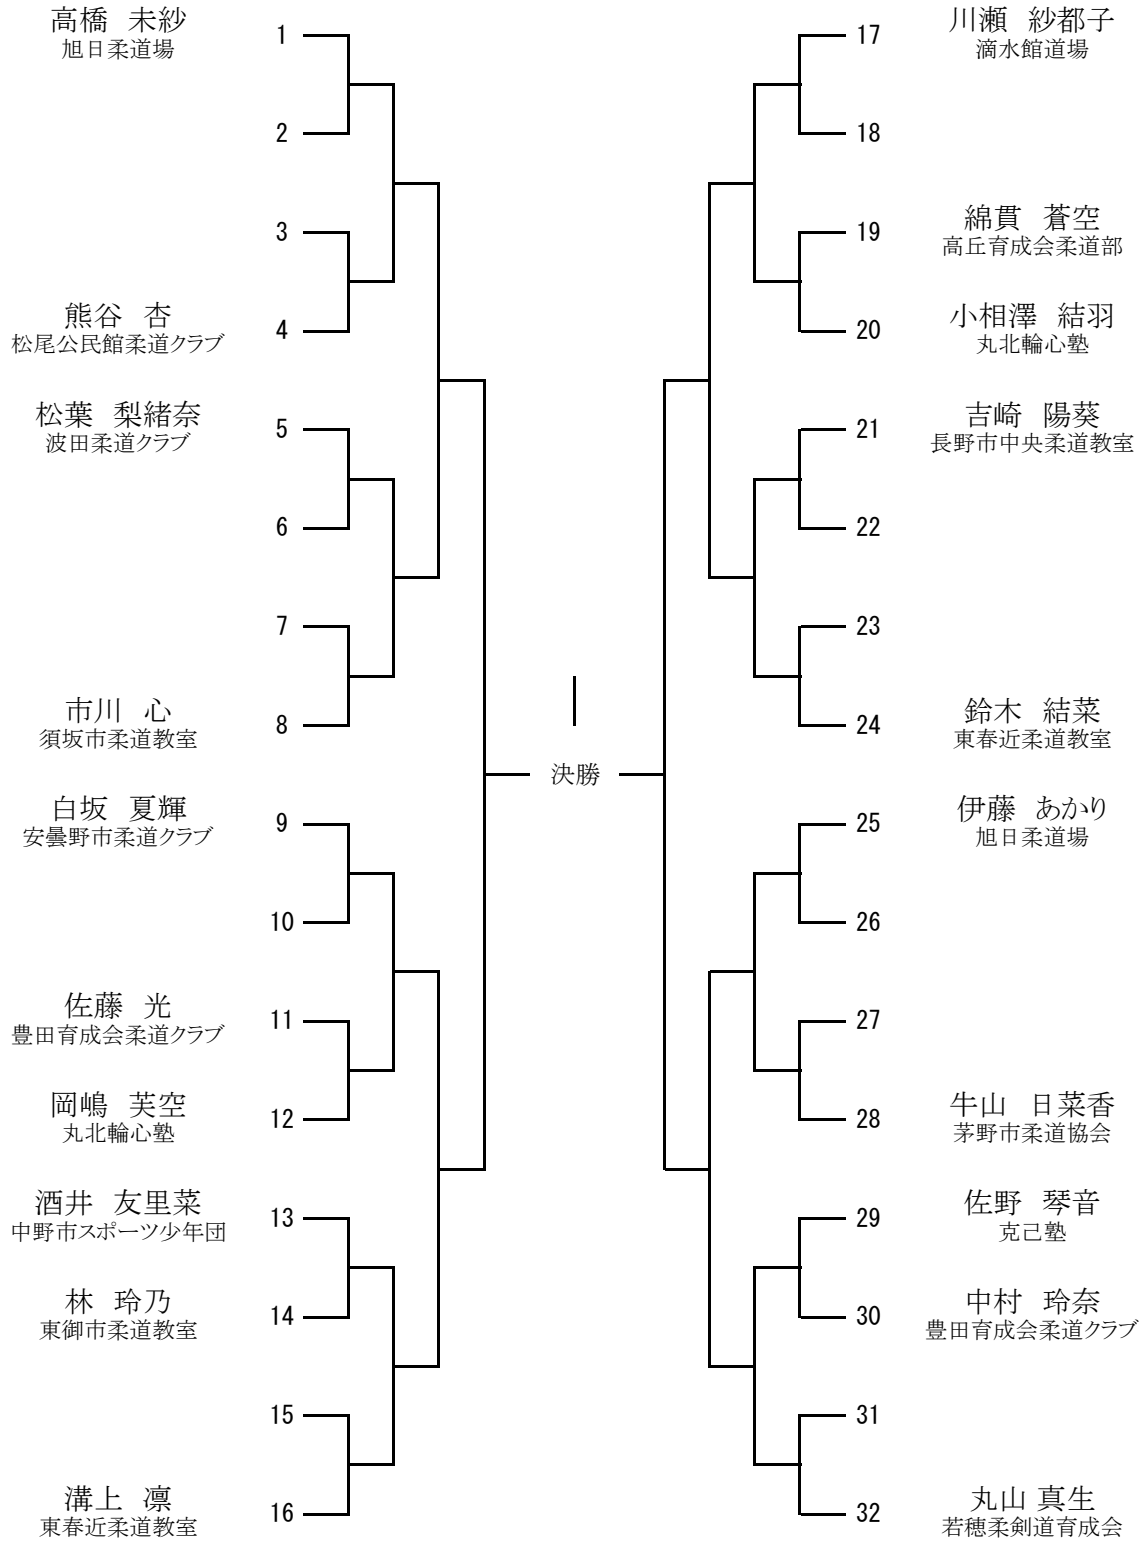 高橋　未紗
旭日柔道場
1
2
3
熊谷　杏
松尾公民館柔道クラブ
4
松葉　梨緒奈
波田柔道クラブ
5
6
7
市川　心
須坂市柔道教室
8
白坂　夏輝
安曇野市柔道クラブ
9
10
佐藤　光
豊田育成会柔道クラブ
11
岡嶋　芙空
丸北輪心塾
12
酒井　友里菜
中野市スポーツ少年団
13
林　玲乃
東御市柔道教室
14
15
溝上　凛
東春近柔道教室
16
決勝
17
川瀬　紗都子
滴水館道場
18
19
綿貫　蒼空
高丘育成会柔道部
20
小相澤　結羽
丸北輪心塾
21
吉崎　陽葵
長野市中央柔道教室
22
23
24
鈴木　結菜
東春近柔道教室
25
伊藤　あかり
旭日柔道場
26
27
28
牛山　日菜香
茅野市柔道協会
29
佐野　琴音
克己塾
30
中村　玲奈
豊田育成会柔道クラブ
31
32
丸山 真生
若穂柔剣道育成会